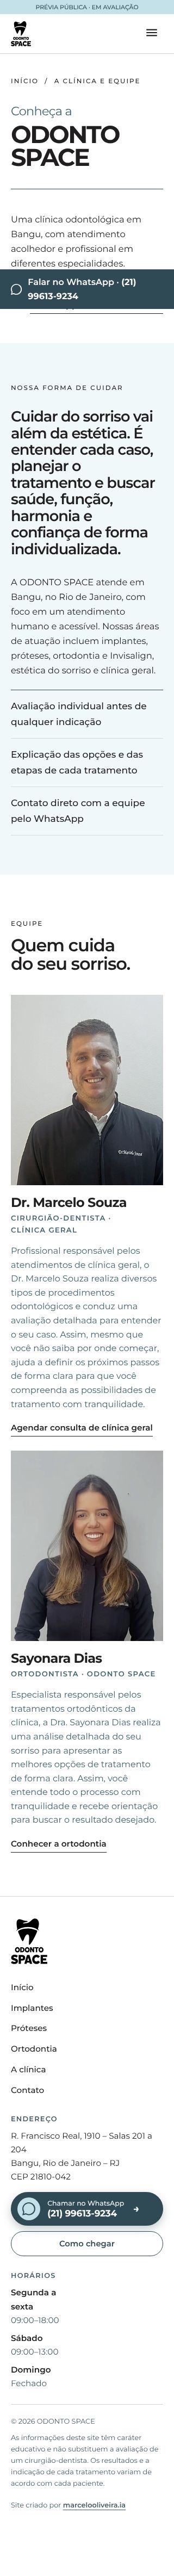 PRÉVIA PÚBLICA · EM AVALIAÇÃO
ODONTO
SPACE
INÍCIO / A CLÍNICA E EQUIPE
Conheça a
ODONTO
SPACE
Uma clínica odontológica em
Bangu, com atendimento
acolhedor e profissional em
diferentes especialidades.
Falar no WhatsApp · (21)
99613-9234
NOSSA FORMA DE CUIDAR
Cuidar do sorriso vai
além da estética. É
entender cada caso,
planejar o
tratamento e buscar
saúde, função,
harmonia e
confiança de forma
individualizada.
A ODONTO SPACE atende em
Bangu, no Rio de Janeiro, com
foco em um atendimento
humano e acessível. Nossas áreas
de atuação incluem implantes,
próteses, ortodontia e Invisalign,
estética do sorriso e clínica geral.
Avaliação individual antes de
qualquer indicação
Explicação das opções e das
etapas de cada tratamento
Contato direto com a equipe
pelo WhatsApp
EQUIPE
Quem cuida
do seu sorriso.
Dr. Marcelo Souza
CIRURGIÃO-DENTISTA ·
CLÍNICA GERAL
Profissional responsável pelos
atendimentos de clínica geral, o
Dr. Marcelo Souza realiza diversos
tipos de procedimentos
odontológicos e conduz uma
avaliação detalhada para entender
o seu caso. Assim, mesmo que
você não saiba por onde começar,
ajuda a definir os próximos passos
de forma clara para que você
compreenda as possibilidades de
tratamento com tranquilidade.
Agendar consulta de clínica geral
Sayonara Dias
ORTODONTISTA · ODONTO SPACE
Especialista responsável pelos
tratamentos ortodônticos da
clínica, a Dra. Sayonara Dias realiza
uma análise detalhada do seu
sorriso para apresentar as
melhores opções de tratamento
de forma clara. Assim, você
entende todo o processo com
tranquilidade e recebe orientação
para buscar o resultado desejado.
Conhecer a ortodontia
ODONTO
SPACE
Início
Implantes
Próteses
Ortodontia
A clínica
Contato
ENDEREÇO
R. Francisco Real, 1910 – Salas 201 a
204
Bangu, Rio de Janeiro – RJ
CEP 21810-042
Chamar no WhatsApp
(21) 99613-9234
Como chegar
HORÁRIOS
Segunda a
sexta
09:00–18:00
Sábado
09:00–13:00
Domingo
Fechado
© 2026 ODONTO SPACE
As informações deste site têm caráter
educativo e não substituem a avaliação de
um cirurgião-dentista. Os resultados e a
indicação de cada tratamento variam de
acordo com cada paciente.
Site criado por marcelooliveira.ia